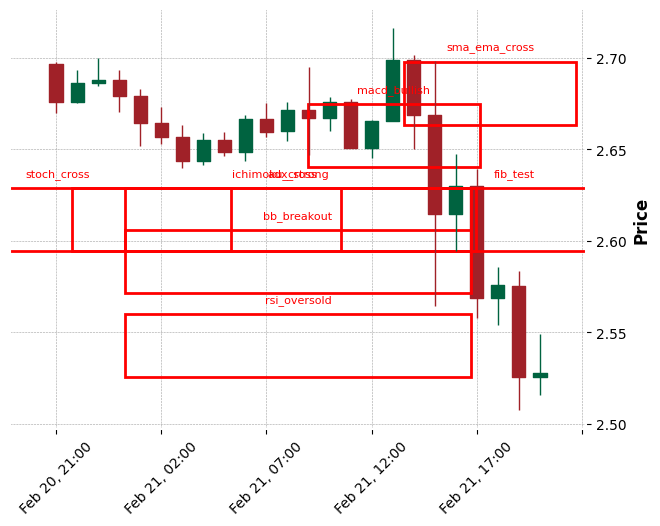 sma_ema_cross
2.70
macd_bullish
2.65
stoch_cross
ichimoku_cross
adx_strong
fib_test
bb_breakout
2.60
Price
rsi_oversold
2.55
2.50
Feb 20, 21:00
Feb 21, 02:00
Feb 21, 07:00
Feb 21, 12:00
Feb 21, 17:00